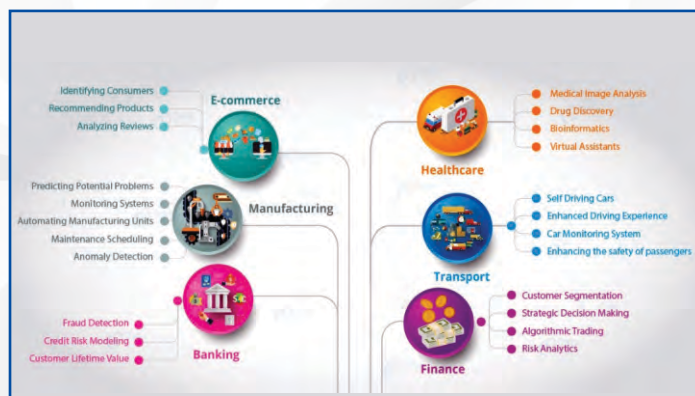 Identifying Consumers
Recommending Products
Analyzing Reviews
E-commerce
Predicting Potential Problems
Monitoring Systems
Automating Manufacturing Units
Maintenance Scheduling
Anomaly Detection
Manufacturing
Fraud Detection
Credit Risk Modeling
Customer Lifetime Value
Banking
Medical Image Analysis
Drug Discovery
Bioinformatics
Virtual Assistants
Healthcare
Self Driving Cars
Enhanced Driving Experience
Car Monitoring System
Enhancing the safety of passengers
Transport
Customer Segmentation
Strategic Decision Making
Algorithmic Trading
Risk Analytics
Finance